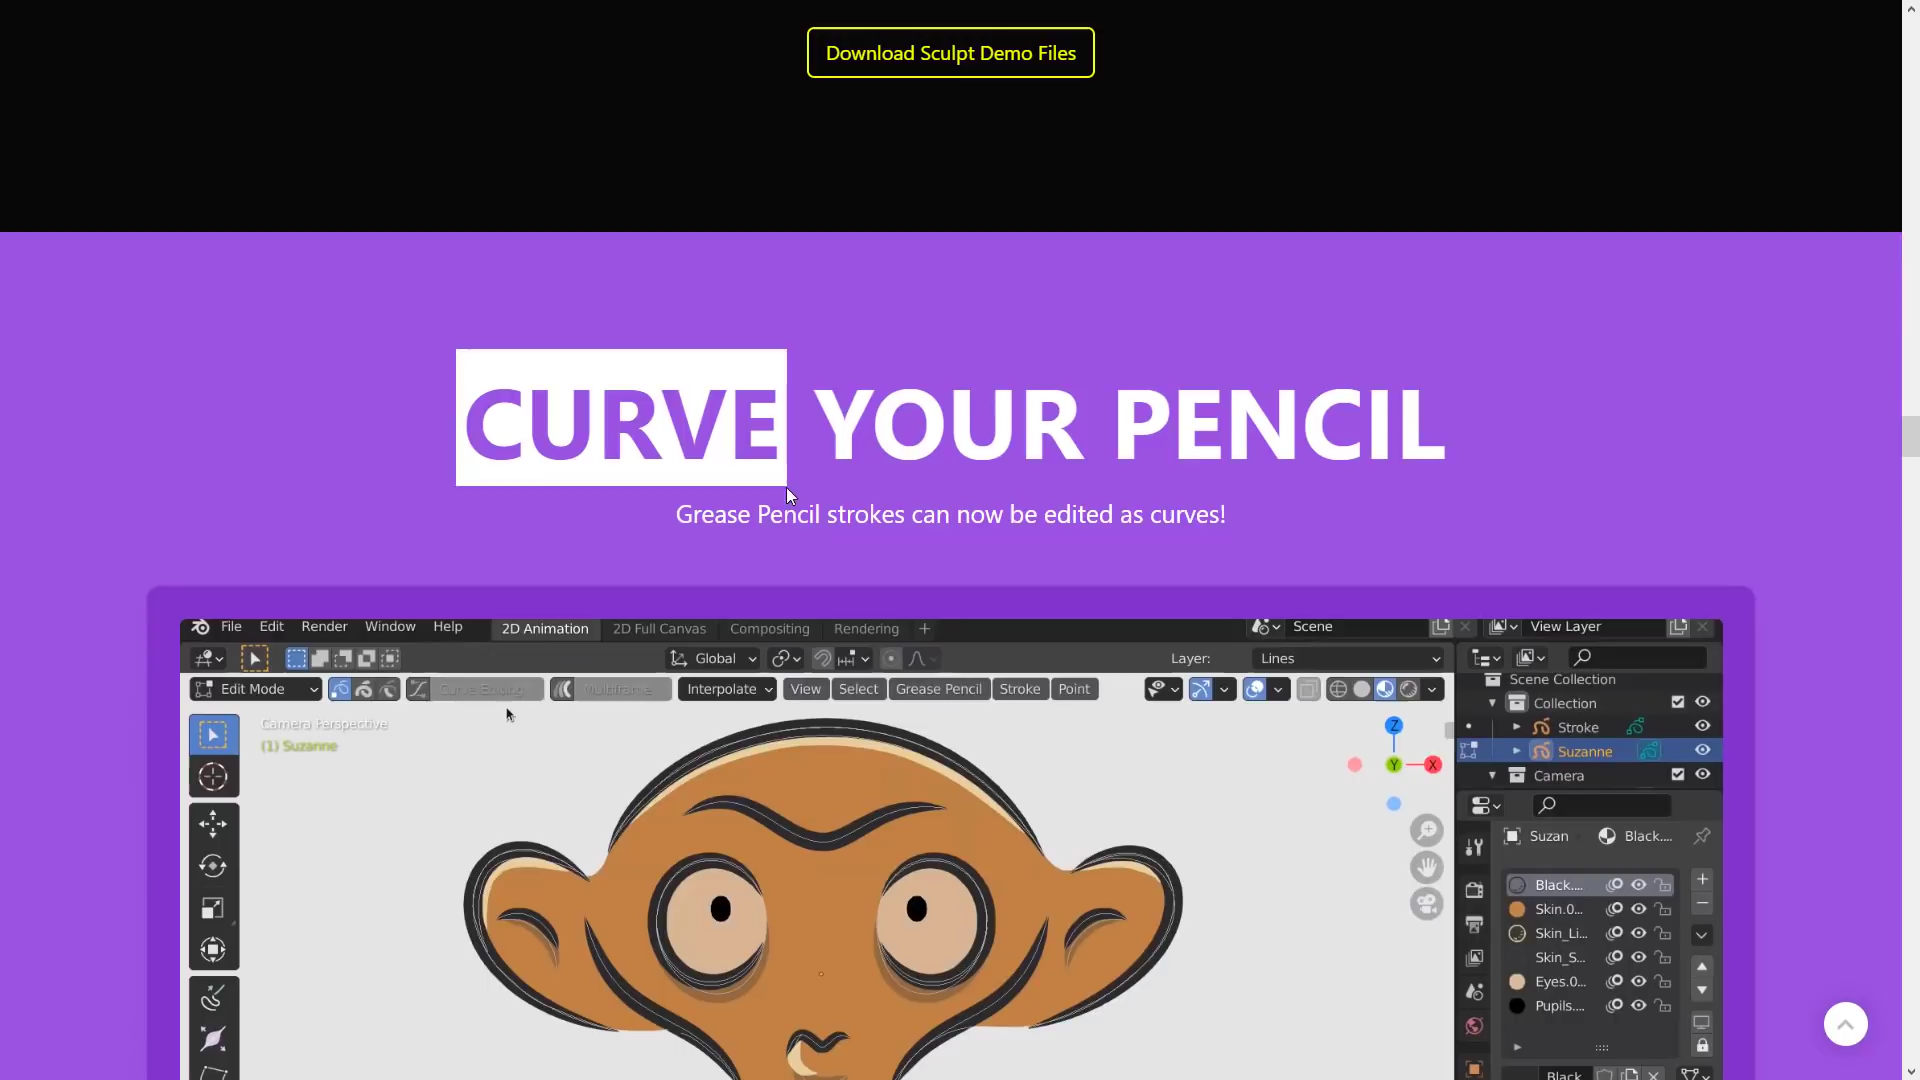 Download Sculpt Demo Files
CURVE YOUR PENCIL
Grease Pencil strokes can now be edited as curves!
File Edit Render Window Help 2D Animation 2D Full Canvas Compositing Rendering + Scene View Layer
Global Layer: Lines
Edit Mode Curve Editing Multiframe Interpolate View Select Grease Pencil Stroke Point
Scene Collection
Collection
Stroke
Suzanne
Camera
Camera Perspective
(1) Suzanne
Z
Y
X
Suzan Black....
Black....
Skin.0...
Skin_Li...
Skin_S...
Eyes.0...
Pupils....
Black